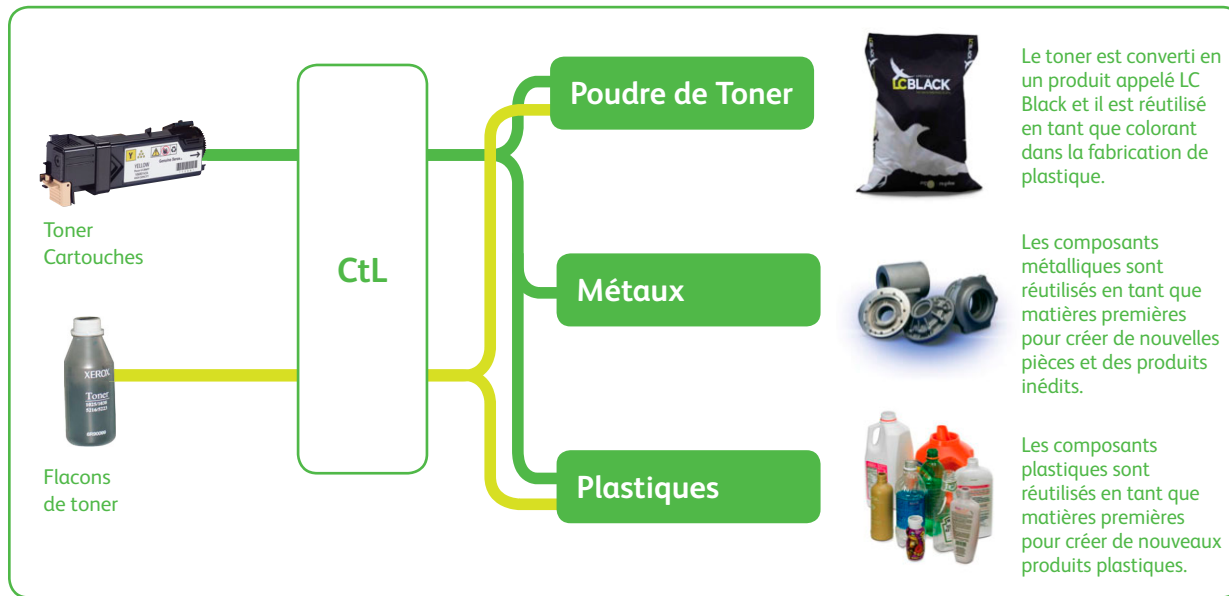 Toner
Cartouches
Flacons
de toner
XEROX
Toner
YELLOW
Y
CtL
Poudre de Toner
LCBLACK
Le toner est converti en
un produit appelé LC
Black et il est réutilisé
en tant que colorant
dans la fabrication de
plastique.
Métaux
Les composants
métalliques sont
réutilisés en tant que
matières premières
pour créer de nouvelles
pièces et des produits
inédits.
Plastiques
Les composants
plastiques sont
réutilisés en tant que
matières premières
pour créer de nouveaux
produits plastiques.